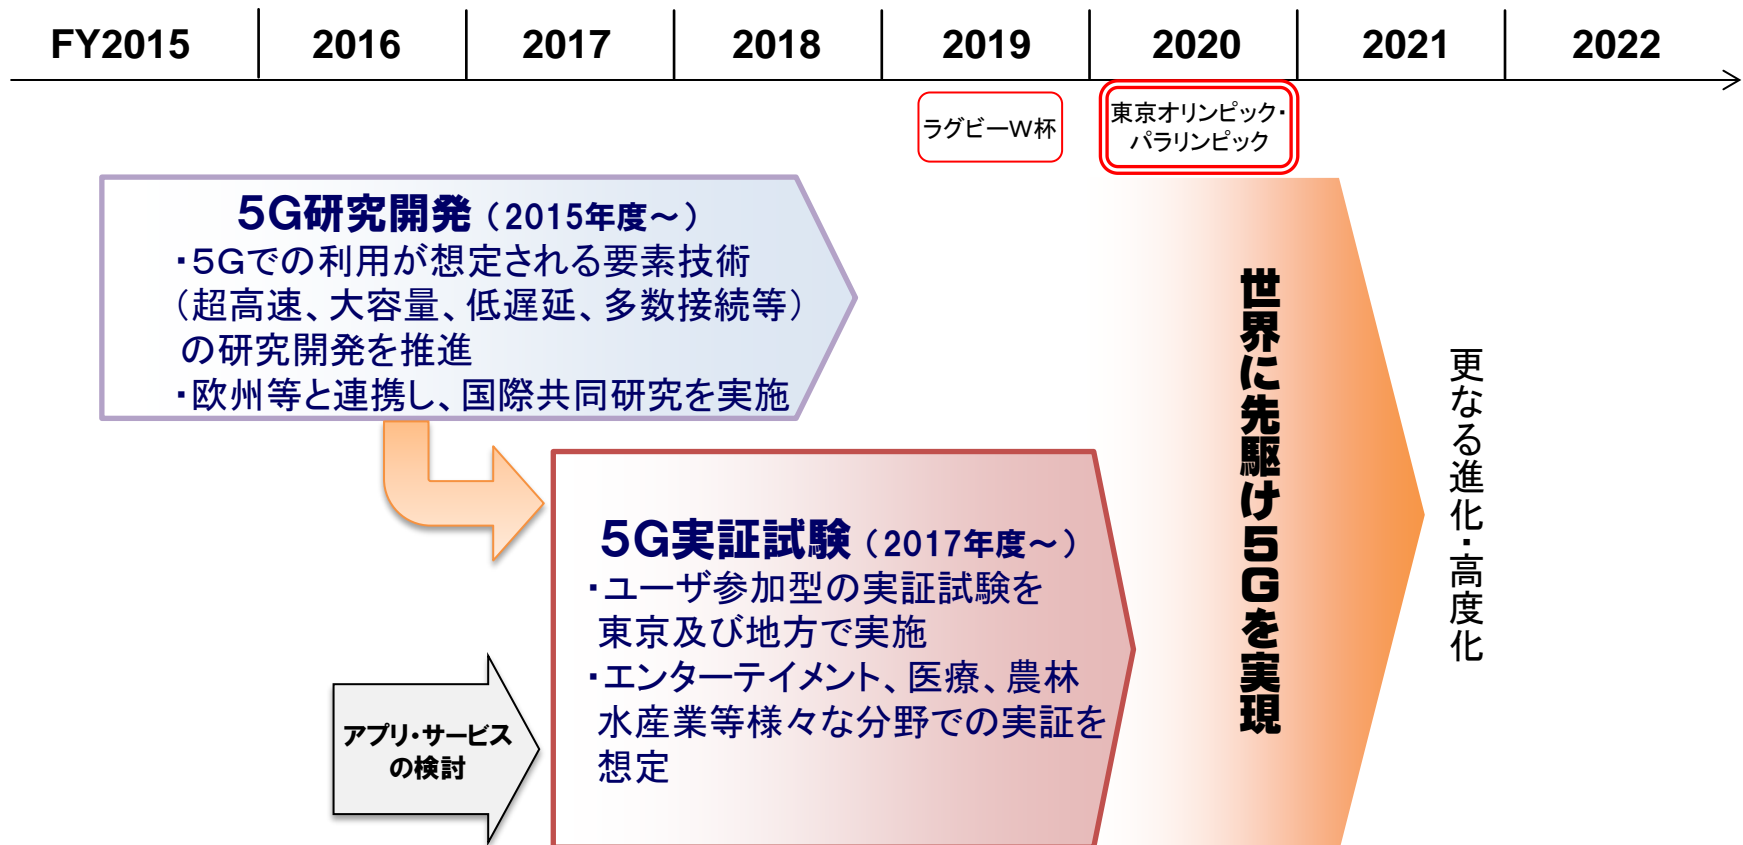 FY2015 2016 2017 2018 2019 2020 2021 2022
ラグビーW杯
東京オリンピック・
パラリンピック
5G研究開発（2015年度～）
・5Gでの利用が想定される要素技術
（超高速、大容量、低遅延、多数接続等）
の研究開発を推進
・欧州等と連携し、国際共同研究を実施
5G実証試験（2017年度～）
・ユーザ参加型の実証試験を
東京及び地方で実施
・エンターテイメント、医療、農林
水産業等様々な分野での実証を
想定
アプリ・サービス
の検討
世界に先駆け5Gを実現
更なる進化・高度化